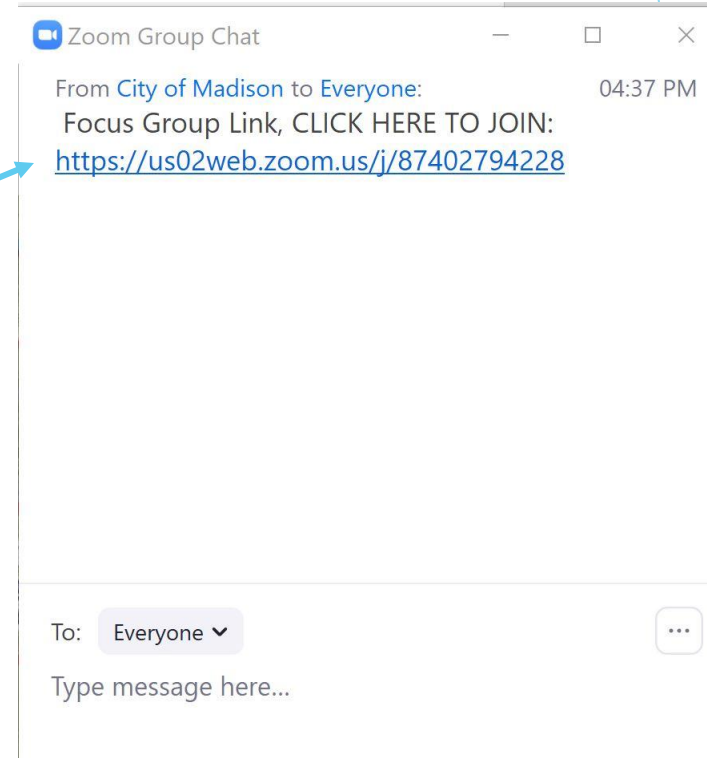 Zoom Group Chat
From City of Madison to Everyone: 04:37 PM
Focus Group Link, CLICK HERE TO JOIN:
https://us02web.zoom.us/j/87402794228
To: Everyone
Type message here...